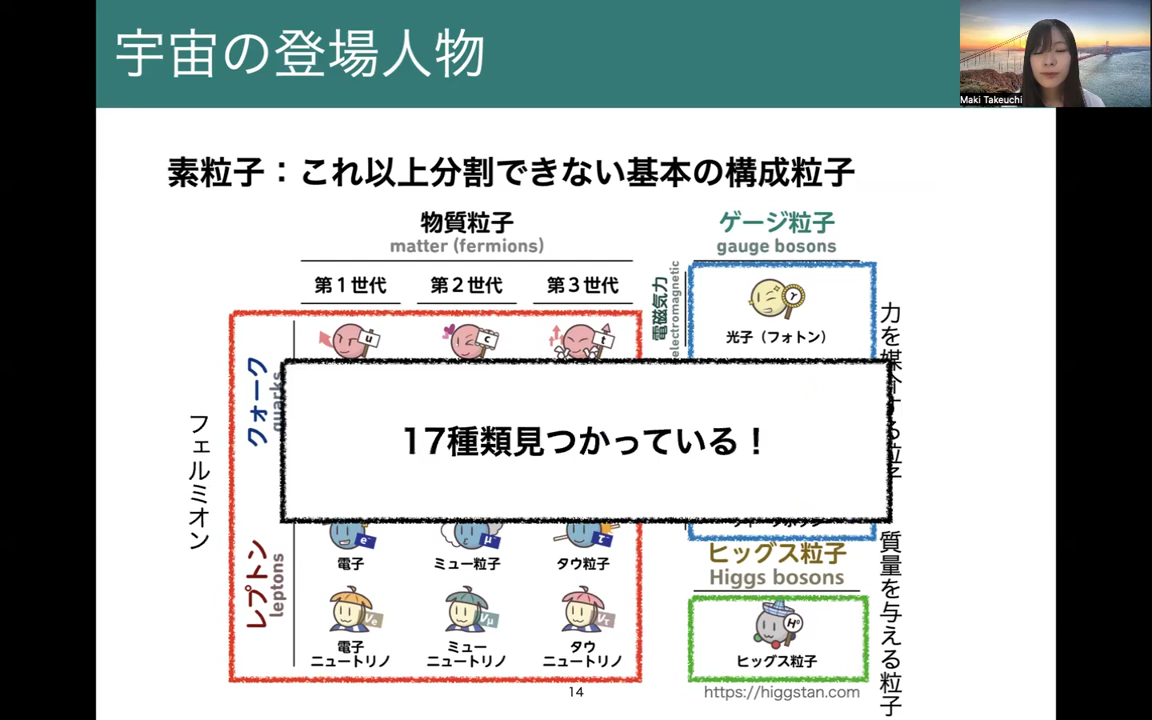 宇宙の登場人物
Maki Takeuchi
素粒子：これ以上分割できない基本の構成粒子
物質粒子
matter (fermions)
ゲージ粒子
gauge bosons
第1世代
第2世代
第3世代
電磁気力
electromagnetic
u
c
t
γ
光子（フォトン）
クォーク
quarks
フェルミオン
17種類見つかっている！
レプトン
leptons
e⁻
μ⁻
τ⁻
電子
ミュー粒子
タウ粒子
νe
νμ
ντ
電子
ニュートリノ
ミュー
ニュートリノ
タウ
ニュートリノ
ヒッグス粒子
Higgs bosons
H⁰
ヒッグス粒子
質量を与える粒子
https://higgstan.com
14